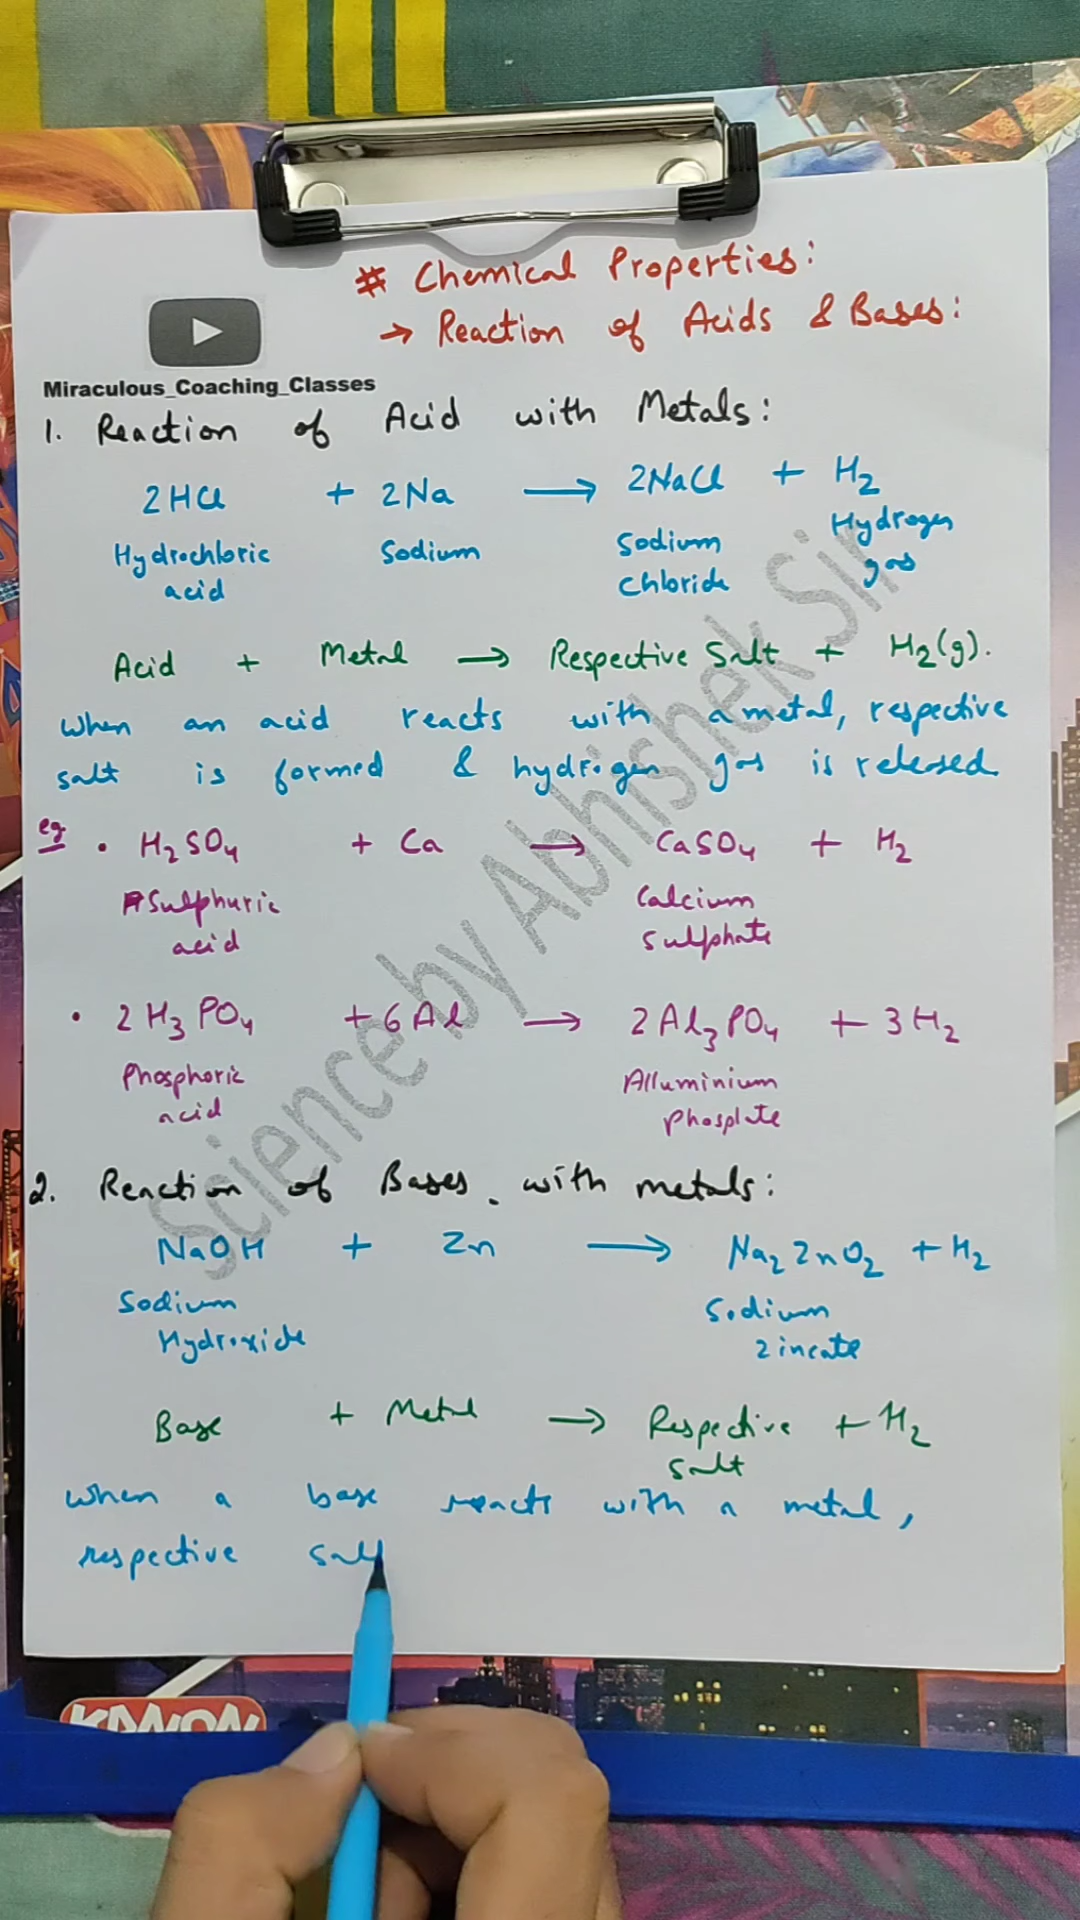 # Chemical Properties:
→ Reaction of Acids & Bases:
Miraculous_Coaching_Classes
1. Reaction of Acid with Metals:
2HCl + 2Na ⟶ 2NaCl + H₂
Hydrochloric acid Sodium Sodium chloride Hydrogen gas
Acid + Metal → Respective Salt + H₂(g).
When an acid reacts with a metal, respective
salt is formed & hydrogen gas is released
eg • H₂SO₄ + Ca → CaSO₄ + H₂
Sulphuric acid Calcium sulphate
• 2H₃PO₄ + 6Al → 2Al₃PO₄ + 3H₂
Phosphoric acid Alluminium phosplate
2. Reaction of Bases with metals:
NaOH + Zn ⟶ Na₂ZnO₂ + H₂
Sodium Hydroxide Sodium zincate
Base + Metal → Respective salt + H₂
When a base reacts with a metal,
respective salt
Science by Abhishek Sir
KANON